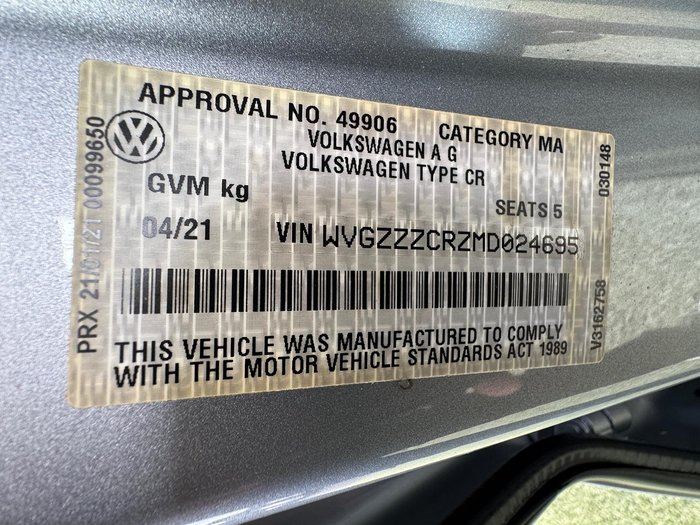 APPROVAL NO. 49906 CATEGORY MA
VOLKSWAGEN A G
VOLKSWAGEN TYPE CR
GVM kg
SEATS 5
04/21 VIN WVGZZZCRZMD024695
THIS VEHICLE WAS MANUFACTURED TO COMPLY
WITH THE MOTOR VEHICLE STANDARDS ACT 1989
PRX 21/01/21 00099650
V3162758 030148